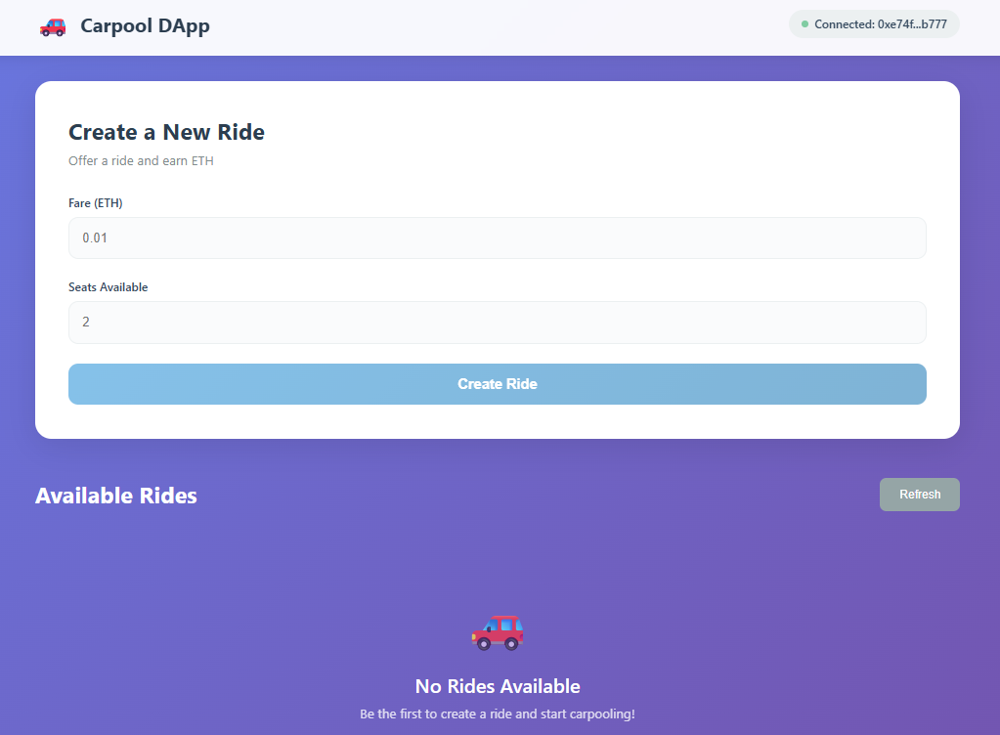 Carpool DApp
Connected: 0xe74f...b777
Create a New Ride
Offer a ride and earn ETH
Fare (ETH)
0.01
Seats Available
2
Create Ride
Available Rides
Refresh
No Rides Available
Be the first to create a ride and start carpooling!